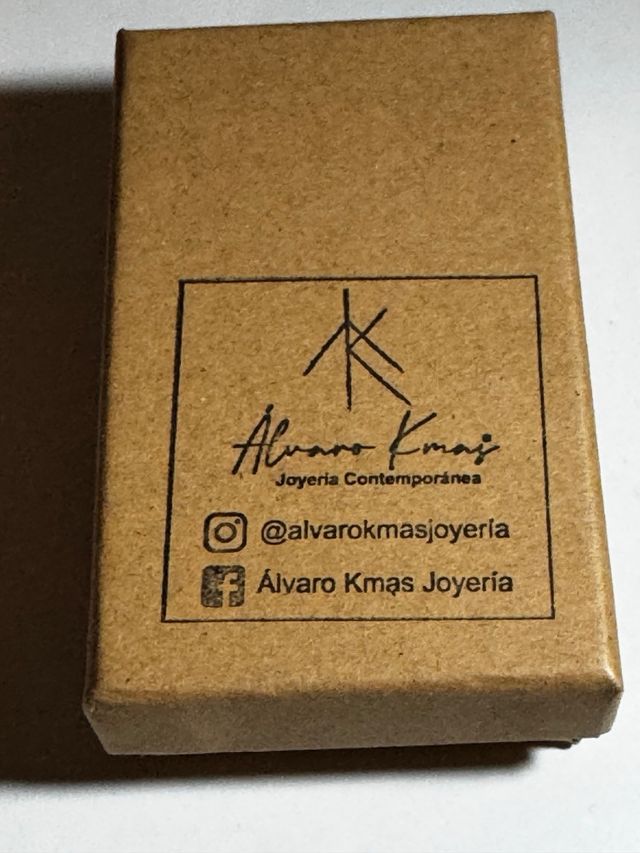 Álvaro Kmas
Joyería Contemporánea
@alvarokmasjoyería
Álvaro Kmas Joyería